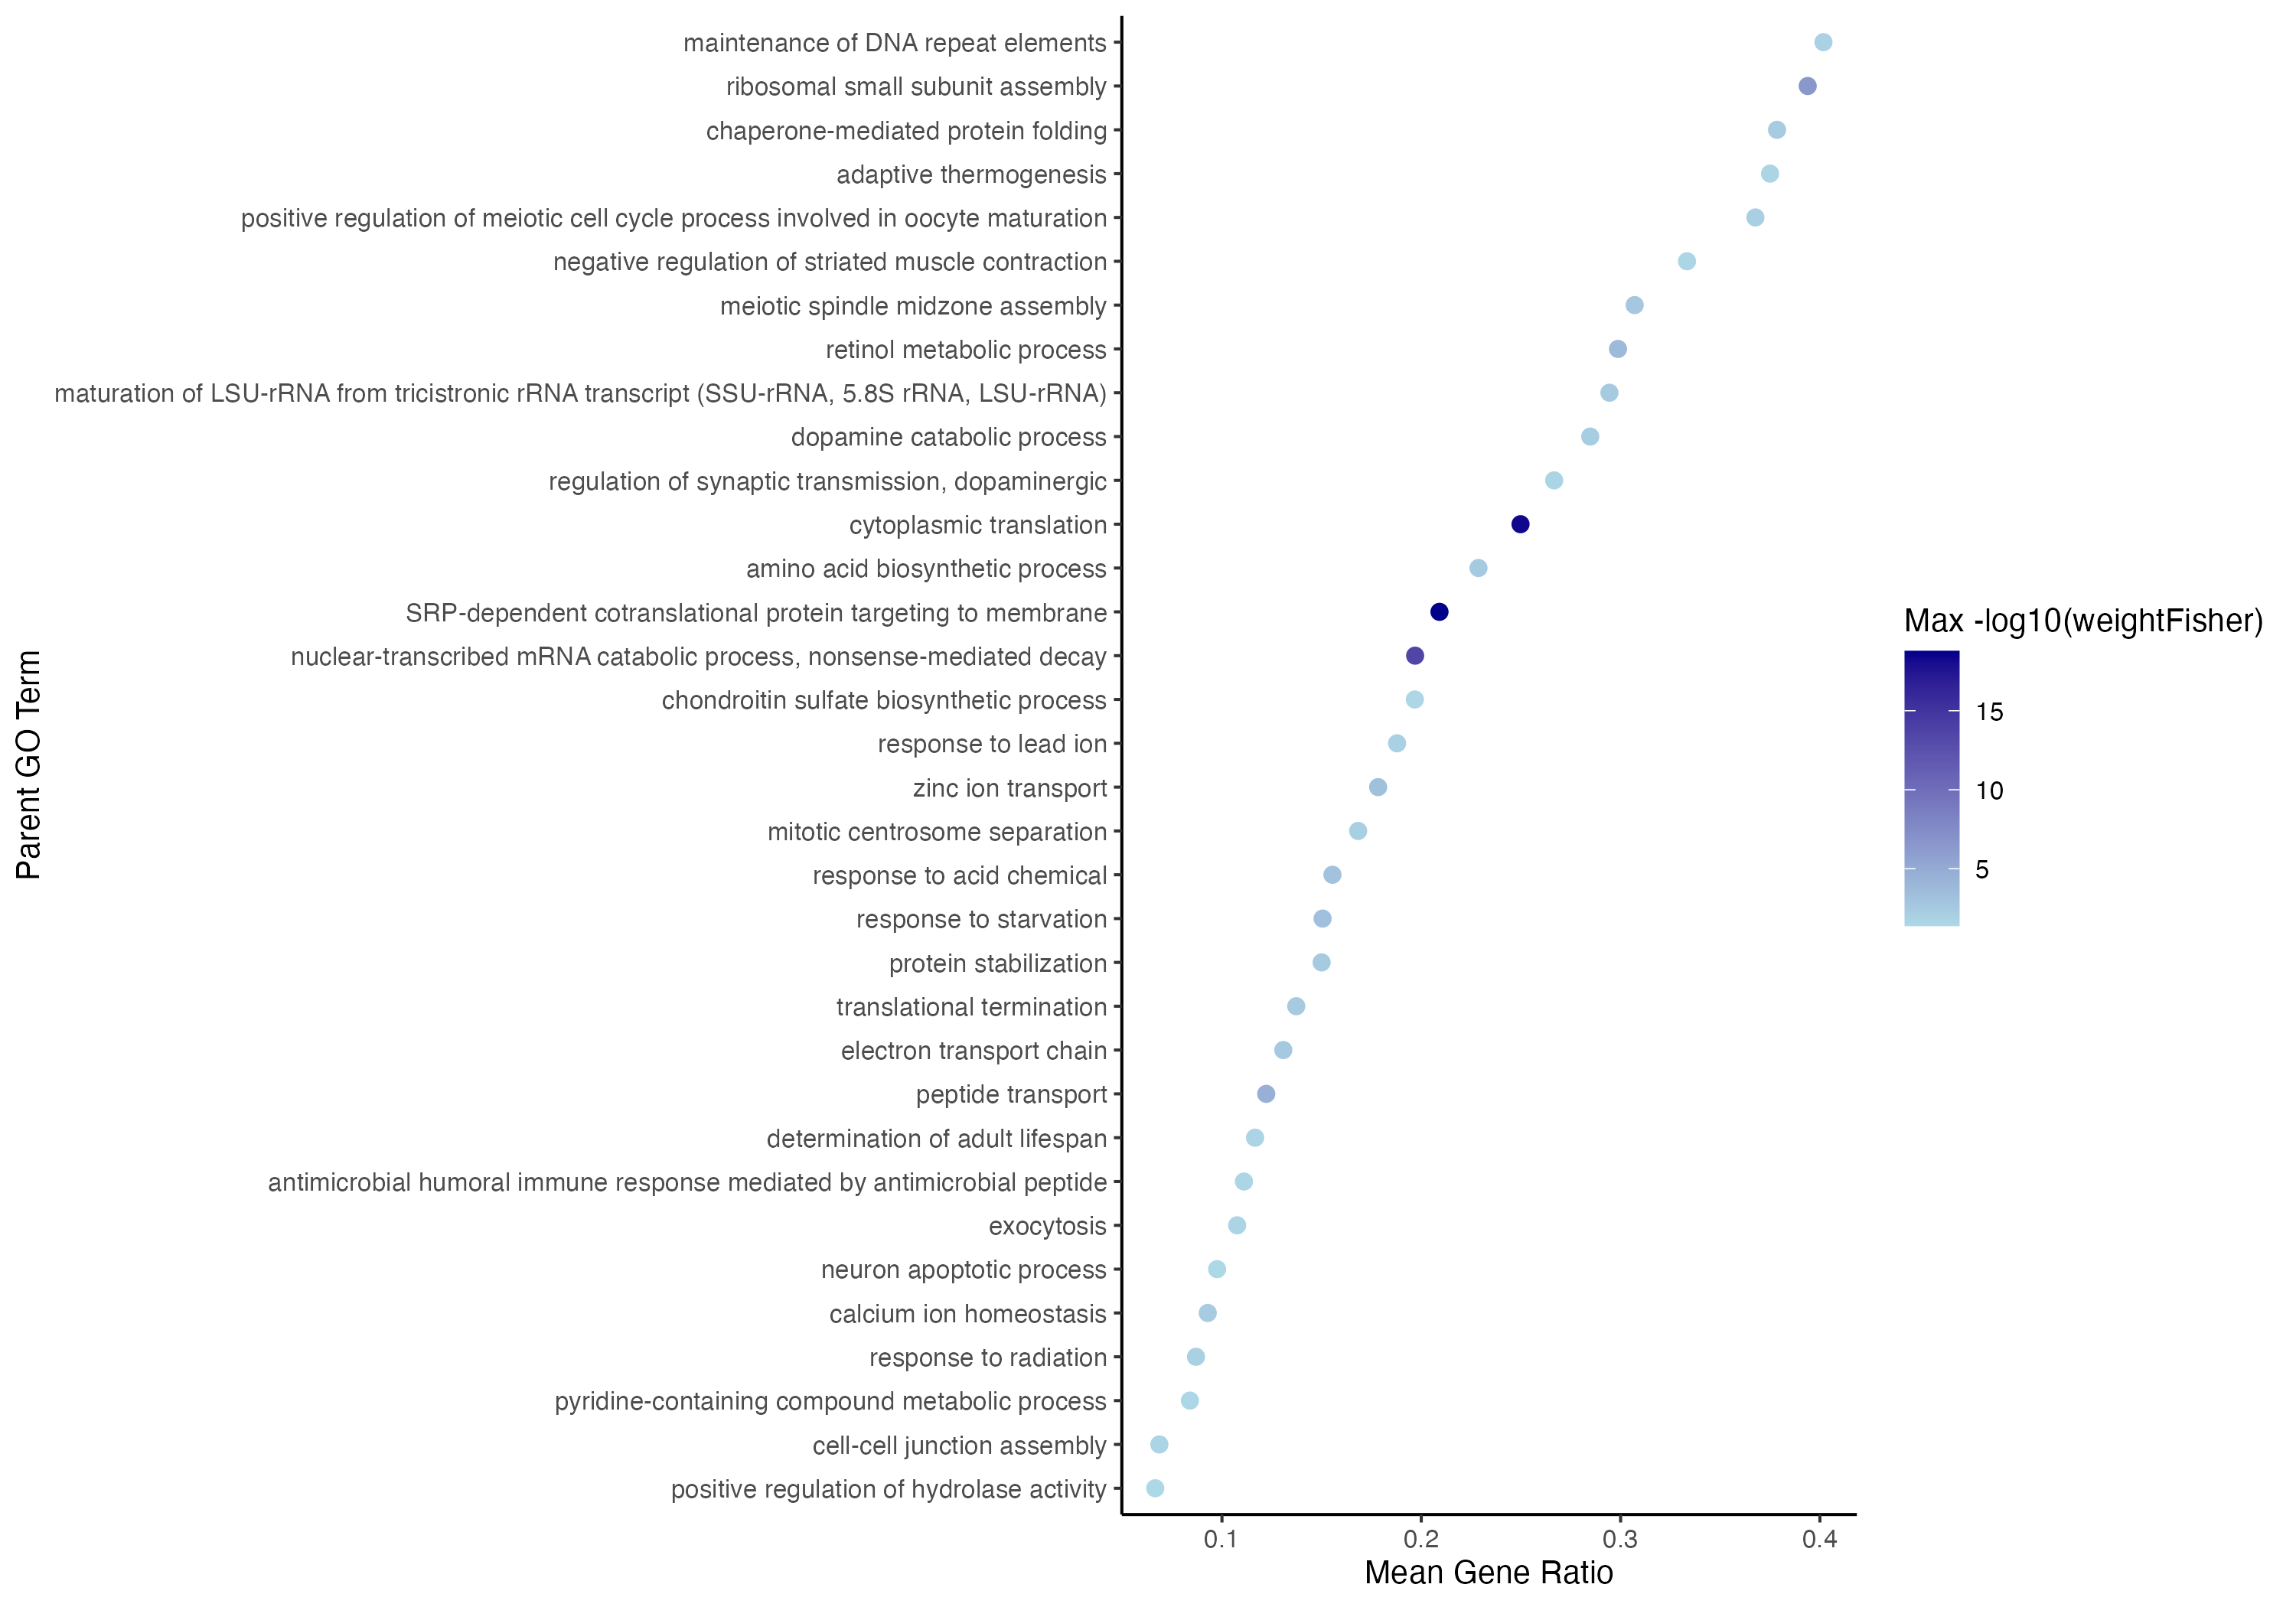 maintenance of DNA repeat elements
ribosomal small subunit assembly
chaperone-mediated protein folding
adaptive thermogenesis
positive regulation of meiotic cell cycle process involved in oocyte maturation
negative regulation of striated muscle contraction
meiotic spindle midzone assembly
retinol metabolic process
maturation of LSU-rRNA from tricistronic rRNA transcript (SSU-rRNA, 5.8S rRNA, LSU-rRNA)
dopamine catabolic process
regulation of synaptic transmission, dopaminergic
cytoplasmic translation
amino acid biosynthetic process
SRP-dependent cotranslational protein targeting to membrane
nuclear-transcribed mRNA catabolic process, nonsense-mediated decay
chondroitin sulfate biosynthetic process
response to lead ion
zinc ion transport
mitotic centrosome separation
response to acid chemical
response to starvation
protein stabilization
translational termination
electron transport chain
peptide transport
determination of adult lifespan
antimicrobial humoral immune response mediated by antimicrobial peptide
exocytosis
neuron apoptotic process
calcium ion homeostasis
response to radiation
pyridine-containing compound metabolic process
cell-cell junction assembly
positive regulation of hydrolase activity
Parent GO Term
0.1 0.2 0.3 0.4
Mean Gene Ratio
Max -log10(weightFisher)
15
10
5